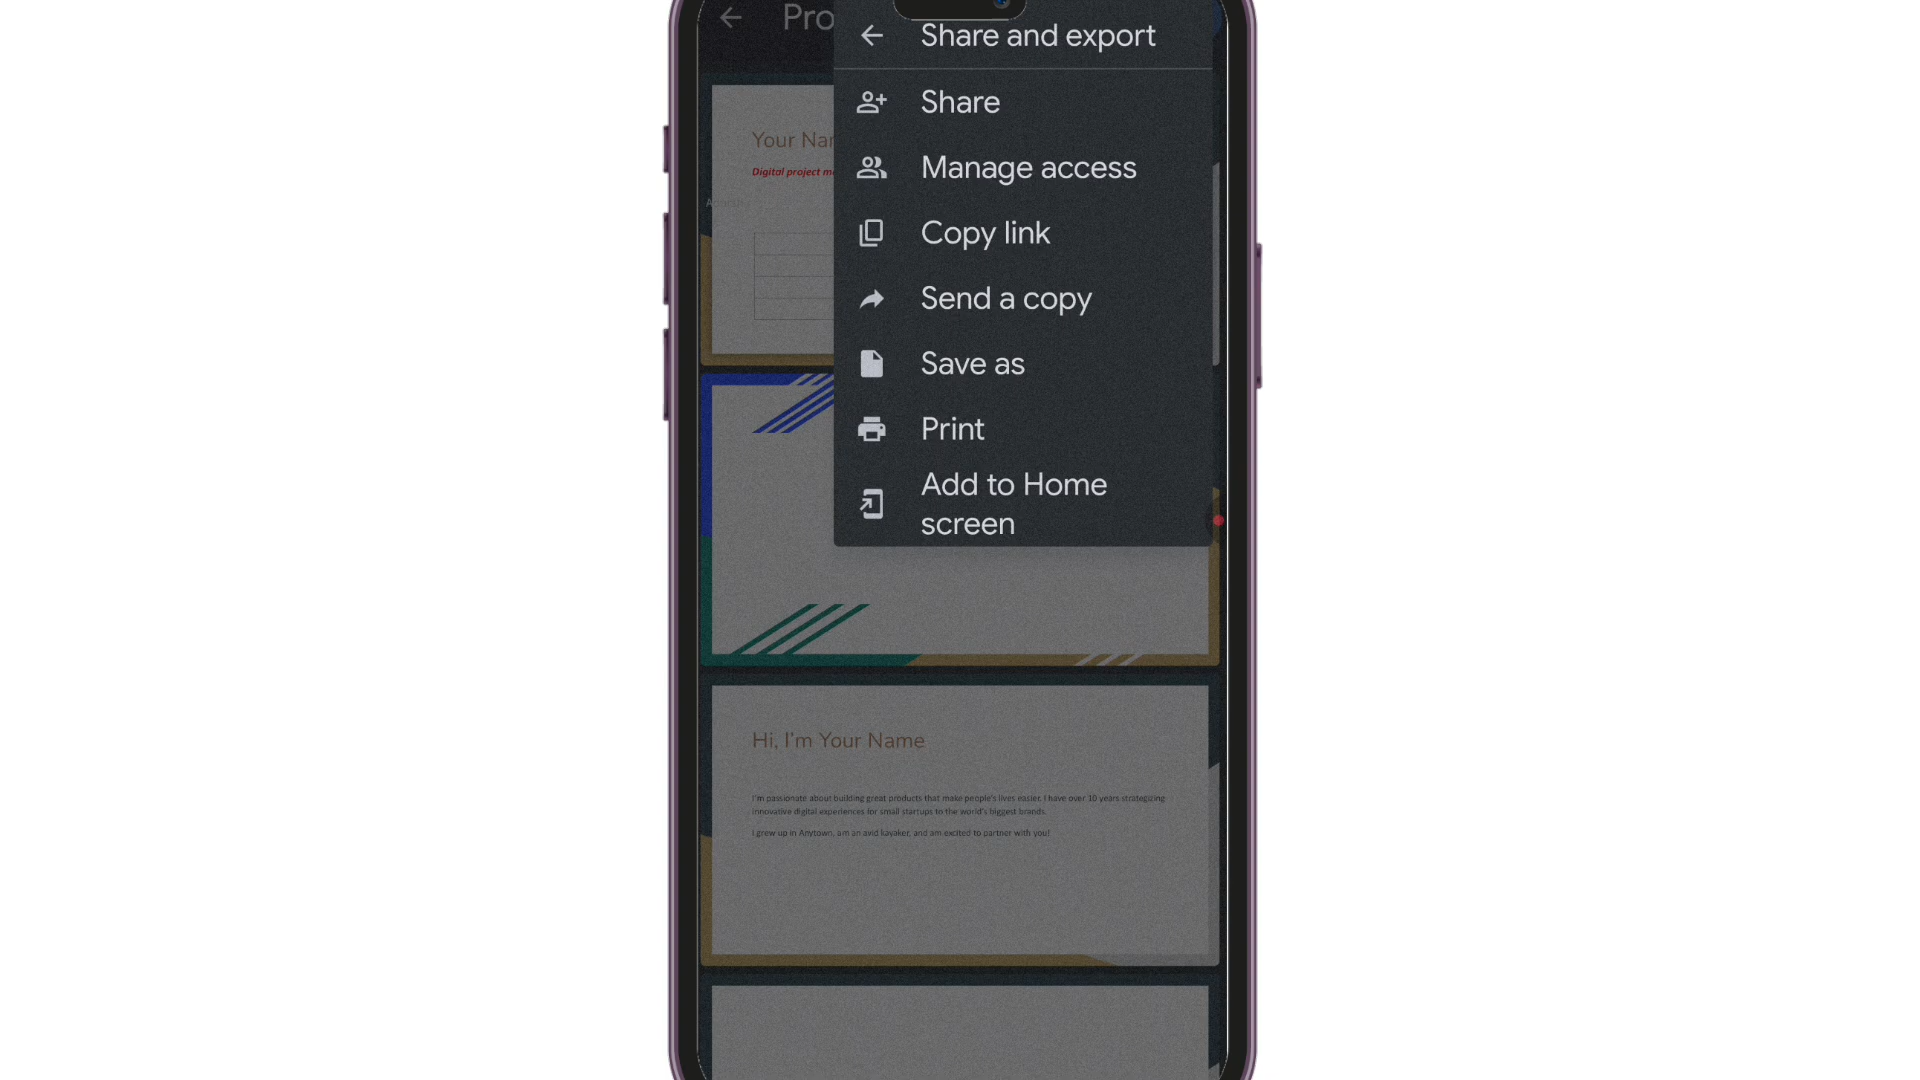 Pro
Share and export
Share
Manage access
Copy link
Send a copy
Save as
Print
Add to Home
screen
Your Nar
Digital project m
Hi, I'm Your Name
I'm passionate about building great products that make people's lives easier. I have over 10 years strategizing
innovative digital experiences for small startups to the world's biggest brands.
I grew up in Anytown, am an avid kayaker, and am excited to partner with you!